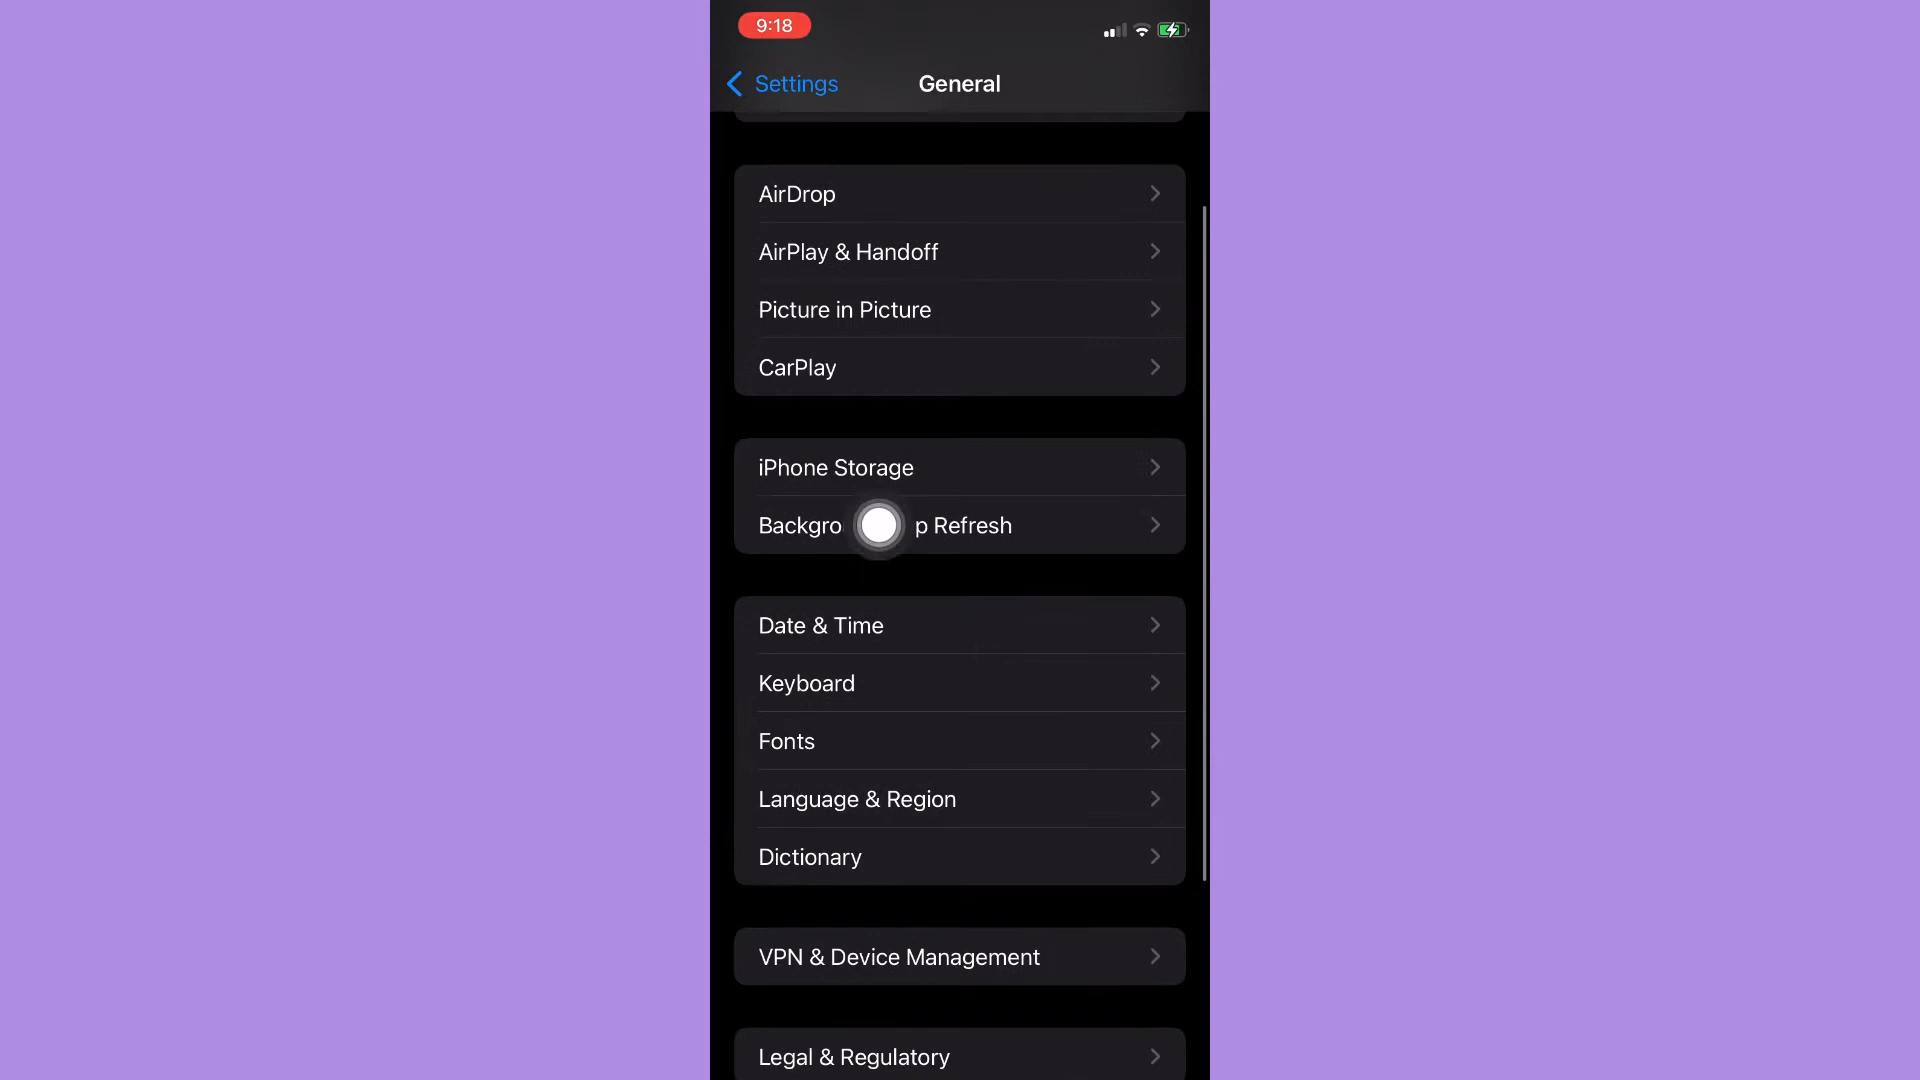 9:18
Settings
General
AirDrop
AirPlay & Handoff
Picture in Picture
CarPlay
iPhone Storage
Backgro p Refresh
Date & Time
Keyboard
Fonts
Language & Region
Dictionary
VPN & Device Management
Legal & Regulatory